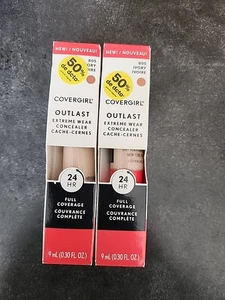 NEW! / NOUVEAU!
805
IVORY
IVOIRE
50%
de dcto
COVERGIRL
OUTLAST
EXTREME WEAR
CONCEALER
CACHE-CERNES
24
HR
FULL
COVERAGE
COUVRANCE
COMPLÈTE
9 mL (0.30 FL. OZ.)
NEW! / NOUVEAU!
805
IVORY
IVOIRE
50%
de dcto
COVERGIRL
OUTLAST
EXTREME WEAR
CONCEALER
CACHE-CERNES
24
HR
FULL
COVERAGE
COUVRANCE
COMPLÈTE
9 mL (0.30 FL. OZ.)